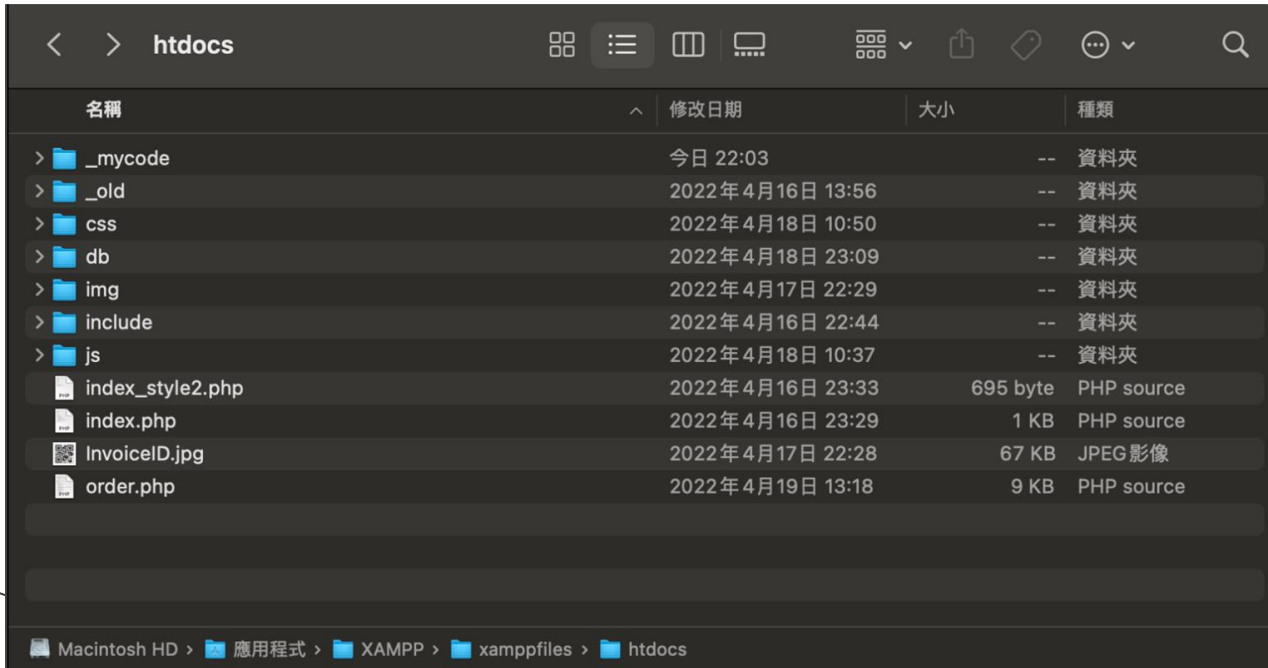 htdocs
名稱 修改日期 大小 種類
_mycode 今日 22:03 -- 資料夾
_old 2022年4月16日 13:56 -- 資料夾
css 2022年4月18日 10:50 -- 資料夾
db 2022年4月18日 23:09 -- 資料夾
img 2022年4月17日 22:29 -- 資料夾
include 2022年4月16日 22:44 -- 資料夾
js 2022年4月18日 10:37 -- 資料夾
index_style2.php 2022年4月16日 23:33 695 byte PHP source
index.php 2022年4月16日 23:29 1 KB PHP source
InvoiceID.jpg 2022年4月17日 22:28 67 KB JPEG影像
order.php 2022年4月19日 13:18 9 KB PHP source
Macintosh HD › 應用程式 › XAMPP › xamppfiles › htdocs